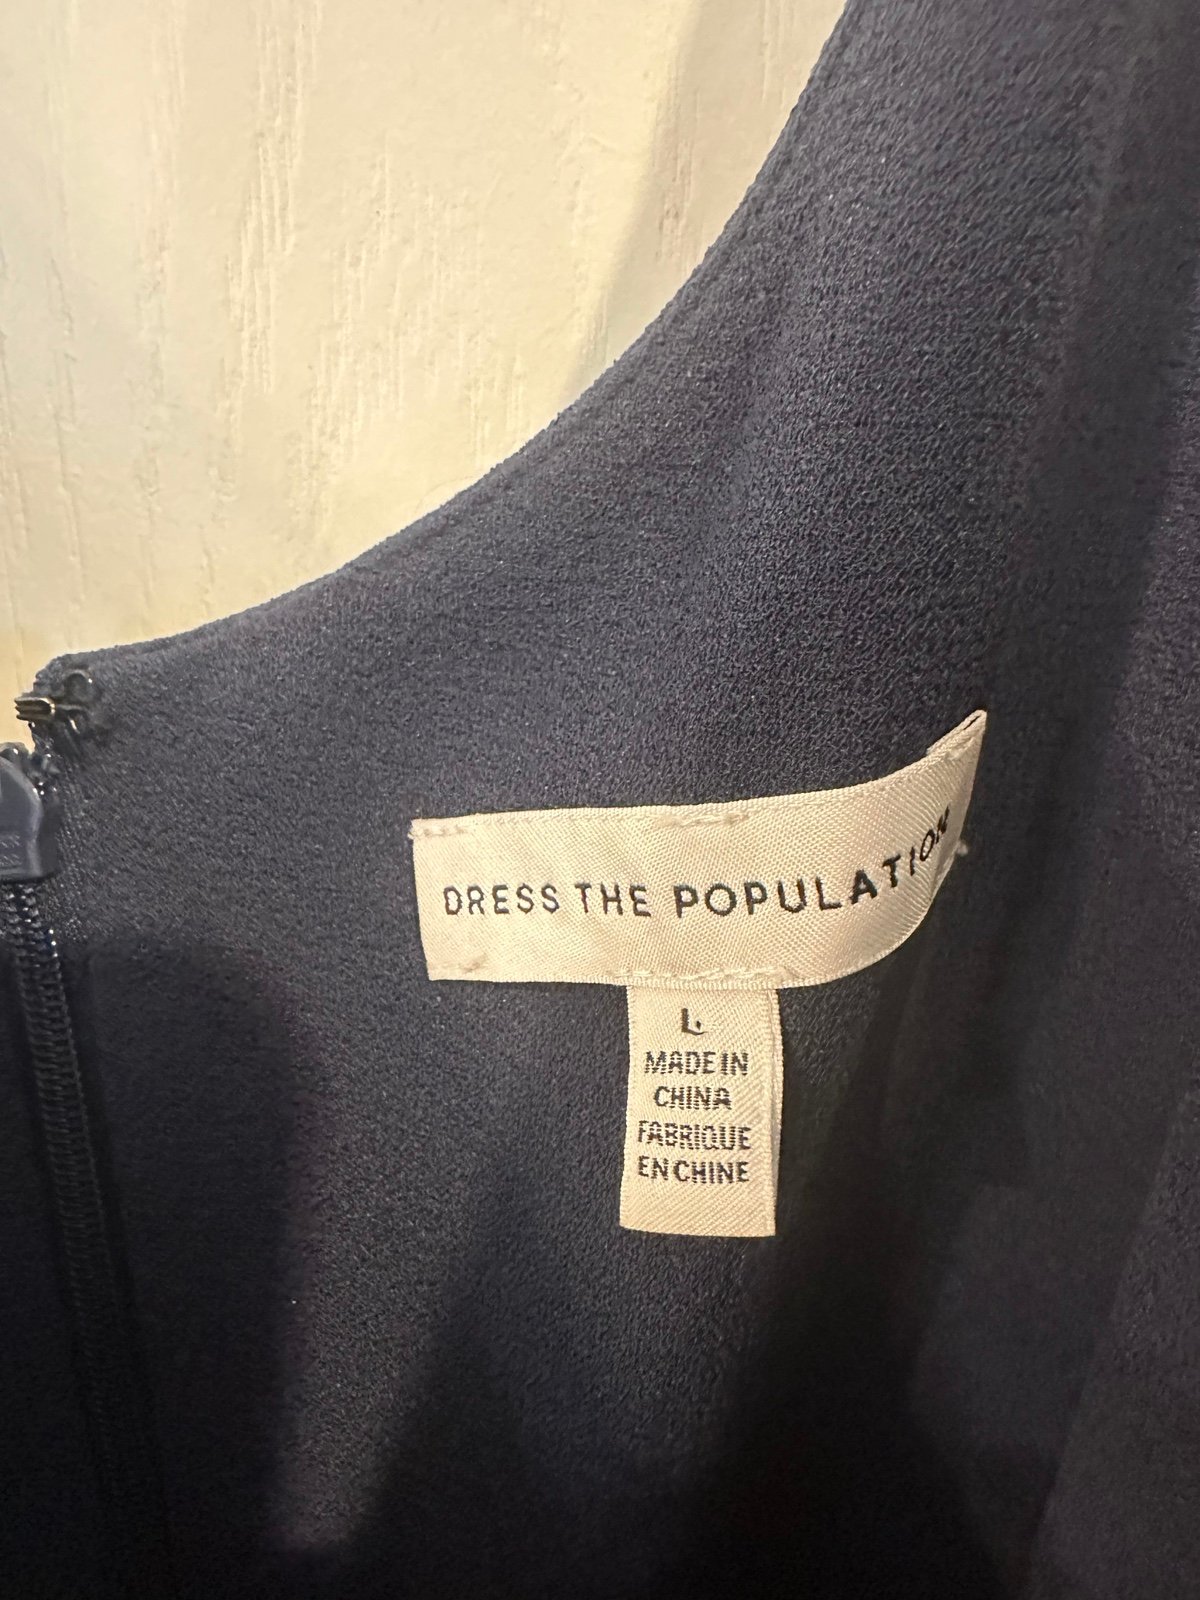 DRESS THE POPULATION
L
MADE IN
CHINA
FABRIQUE
EN CHINE